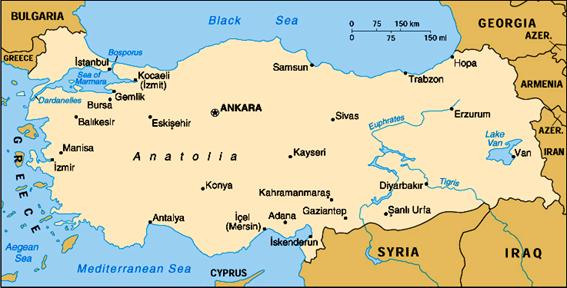 BULGARIA
Black Sea
0 75 150 km
0 75 150 mi
GEORGIA
AZER.
GREECE
İstanbul
Bosporus
Sea of
Marmara
Kocaeli
(İzmit)
Samsun
Trabzon
Hopa
ARMENIA
Dardanelles
Gemlik
Bursa
ANKARA
Balıkesir
Eskişehir
Sivas
Euphrates
Erzurum
AZER.
IRAN
GREECE
Manisa
İzmir
Anatolia
Kayseri
Lake
Van
Van
Konya
Kahramanmaraş
Diyarbakır
Tigris
Antalya
İçel
(Mersin)
Adana
Gaziantep
Şanlı Urfa
İskenderun
Aegean
Sea
Mediterranean Sea
CYPRUS
SYRIA
IRAQ